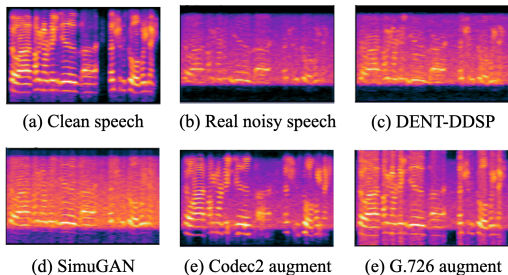 (a) Clean speech (b) Real noisy speech (c) DENT-DDSP
(d) SimuGAN (e) Codec2 augment (e) G.726 augment